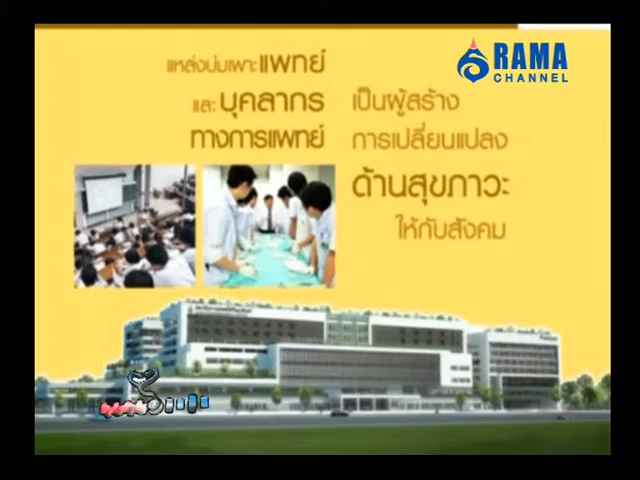 RAMA
CHANNEL
แหล่งบ่มเพาะแพทย์
และบุคลากร
ทางการแพทย์
เป็นผู้สร้าง
การเปลี่ยนแปลง
ด้านสุขภาวะ
ให้กับสังคม